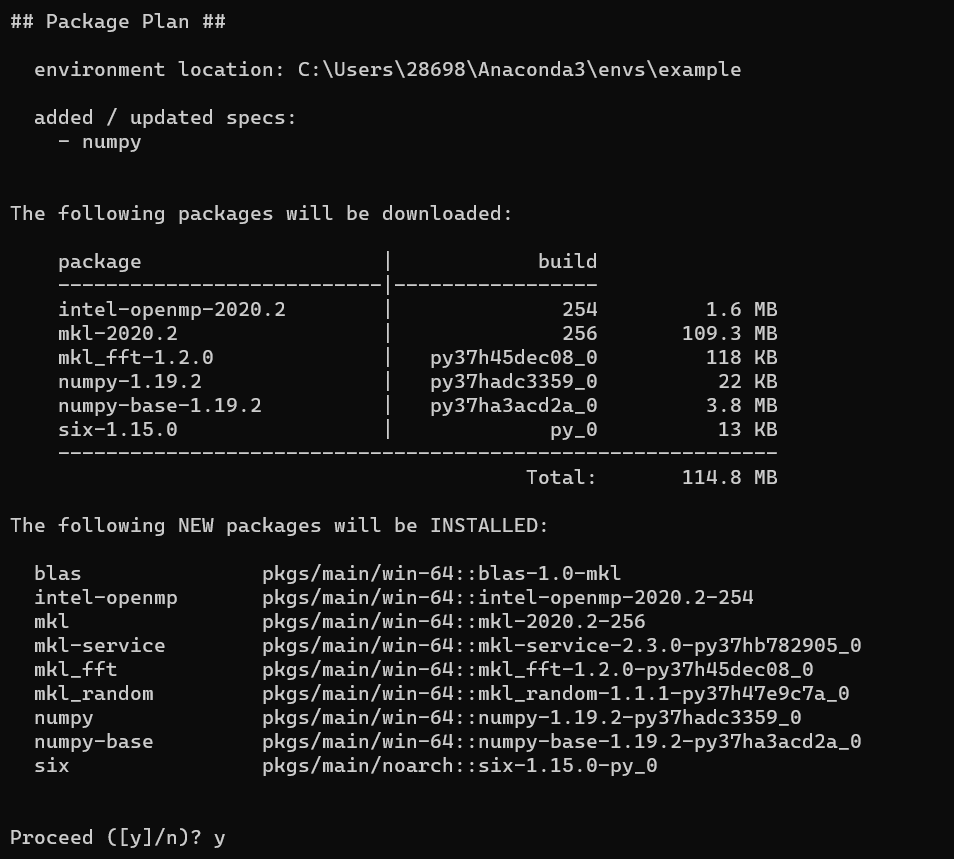 ## Package Plan ##
  environment location: C:\Users\28698\Anaconda3\envs\example
  added / updated specs:
    - numpy
The following packages will be downloaded:
    package                    |            build
    ---------------------------|-----------------
    intel-openmp-2020.2        |              254         1.6 MB
    mkl-2020.2                 |              256       109.3 MB
    mkl_fft-1.2.0              |   py37h45dec08_0         118 KB
    numpy-1.19.2               |   py37hadc3359_0          22 KB
    numpy-base-1.19.2          |   py37ha3acd2a_0         3.8 MB
    six-1.15.0                 |             py_0          13 KB
    ------------------------------------------------------------
                                           Total:       114.8 MB
The following NEW packages will be INSTALLED:
  blas               pkgs/main/win-64::blas-1.0-mkl
  intel-openmp       pkgs/main/win-64::intel-openmp-2020.2-254
  mkl                pkgs/main/win-64::mkl-2020.2-256
  mkl-service        pkgs/main/win-64::mkl-service-2.3.0-py37hb782905_0
  mkl_fft            pkgs/main/win-64::mkl_fft-1.2.0-py37h45dec08_0
  mkl_random         pkgs/main/win-64::mkl_random-1.1.1-py37h47e9c7a_0
  numpy              pkgs/main/win-64::numpy-1.19.2-py37hadc3359_0
  numpy-base         pkgs/main/win-64::numpy-base-1.19.2-py37ha3acd2a_0
  six                pkgs/main/noarch::six-1.15.0-py_0
Proceed ([y]/n)? y